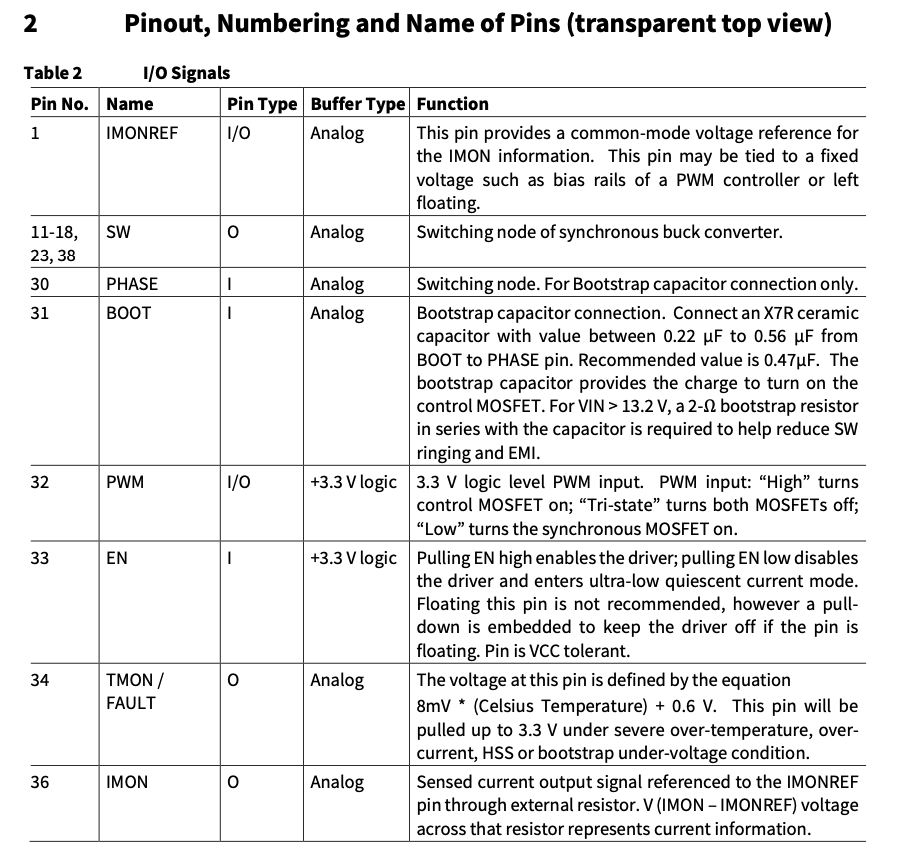 2 Pinout, Numbering and Name of Pins (transparent top view)
Table 2 I/O Signals
Pin No. Name Pin Type Buffer Type Function
1 IMONREF I/O Analog This pin provides a common-mode voltage reference for
the IMON information. This pin may be tied to a fixed
voltage such as bias rails of a PWM controller or left
floating.
11-18, SW O Analog Switching node of synchronous buck converter.
23, 38
30 PHASE I Analog Switching node. For Bootstrap capacitor connection only.
31 BOOT I Analog Bootstrap capacitor connection. Connect an X7R ceramic
capacitor with value between 0.22 µF to 0.56 µF from
BOOT to PHASE pin. Recommended value is 0.47µF. The
bootstrap capacitor provides the charge to turn on the
control MOSFET. For VIN > 13.2 V, a 2-Ω bootstrap resistor
in series with the capacitor is required to help reduce SW
ringing and EMI.
32 PWM I/O +3.3 V logic 3.3 V logic level PWM input. PWM input: “High” turns
control MOSFET on; “Tri-state” turns both MOSFETs off;
“Low” turns the synchronous MOSFET on.
33 EN I +3.3 V logic Pulling EN high enables the driver; pulling EN low disables
the driver and enters ultra-low quiescent current mode.
Floating this pin is not recommended, however a pull-
down is embedded to keep the driver off if the pin is
floating. Pin is VCC tolerant.
34 TMON / O Analog The voltage at this pin is defined by the equation
FAULT 8mV * (Celsius Temperature) + 0.6 V. This pin will be
pulled up to 3.3 V under severe over-temperature, over-
current, HSS or bootstrap under-voltage condition.
36 IMON O Analog Sensed current output signal referenced to the IMONREF
pin through external resistor. V (IMON – IMONREF) voltage
across that resistor represents current information.